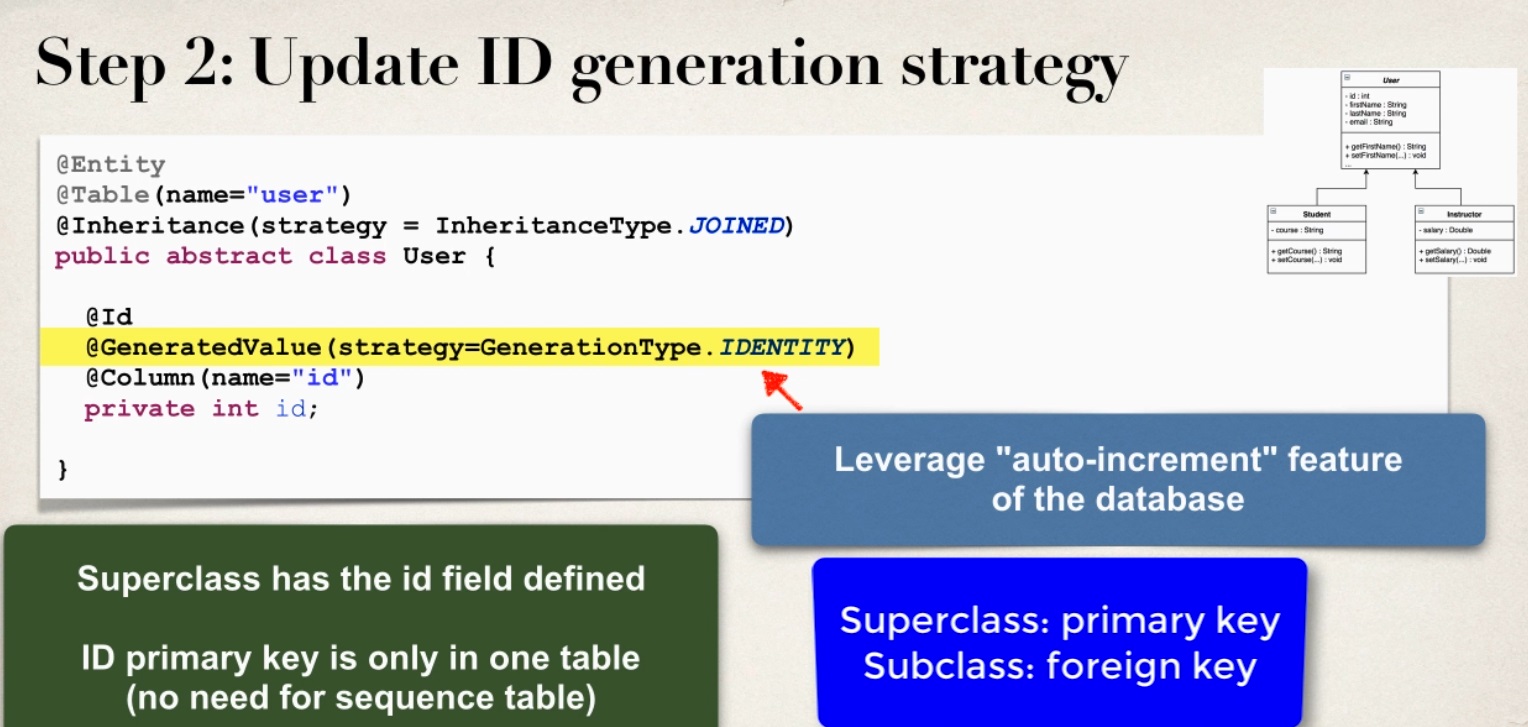 Step 2: Update ID generation strategy
@Entity
@Table(name="user")
@Inheritance(strategy = InheritanceType.JOINED)
public abstract class User {
@Id
@GeneratedValue(strategy=GenerationType.IDENTITY)
@Column(name="id")
private int id;
}
User
- id : int
- firstName : String
- lastName : String
- email : String
+ getFirstName() : String
+ setFirstName(...) : void
...
Student
- course : String
+ getCourse() : String
+ setCourse(...) : void
Instructor
- salary : Double
+ getSalary() : Double
+ setSalary(...) : void
Leverage "auto-increment" feature
of the database
Superclass has the id field defined
ID primary key is only in one table
(no need for sequence table)
Superclass: primary key
Subclass: foreign key